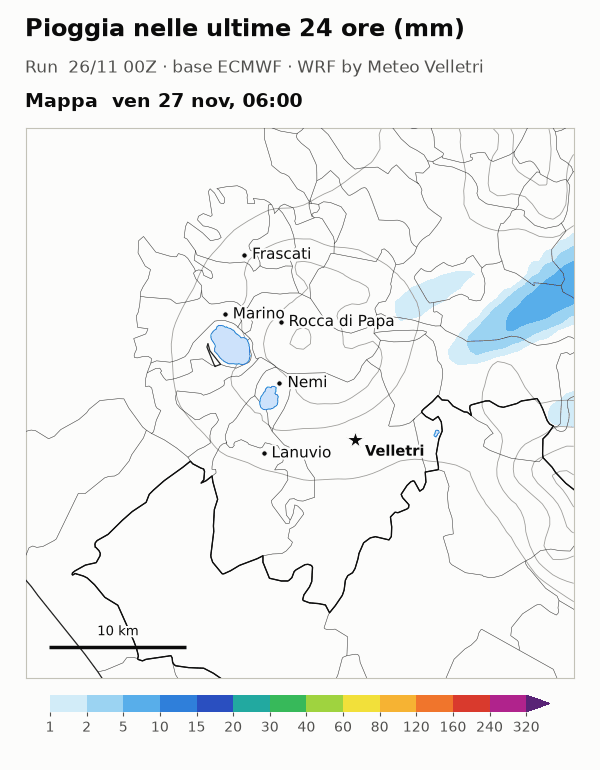 Pioggia nelle ultime 24 ore (mm)
Run  26/11 00Z · base ECMWF · WRF by Meteo Velletri
Mappa  ven 27 nov, 06:00
Frascati
Marino
Rocca di Papa
Nemi
Velletri
Lanuvio
10 km
1 2 5 10 15 20 30 40 60 80 120 160 240 320